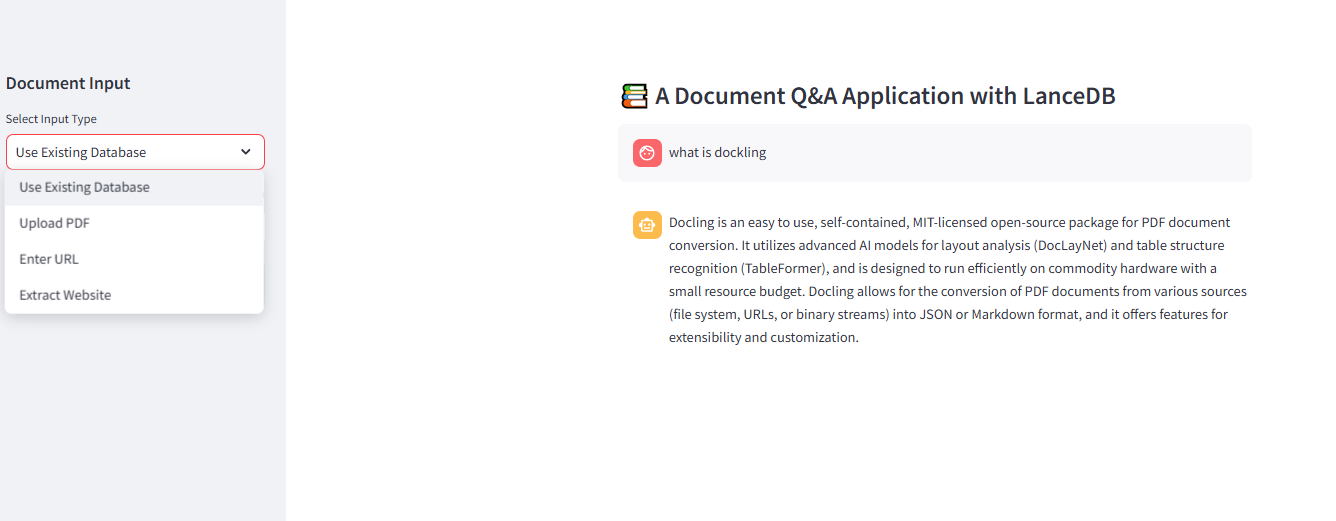 Document Input
Select Input Type
Use Existing Database
Use Existing Database
Upload PDF
Enter URL
Extract Website
A Document Q&A Application with LanceDB
what is dockling
Docling is an easy to use, self-contained, MIT-licensed open-source package for PDF document
conversion. It utilizes advanced AI models for layout analysis (DocLayNet) and table structure
recognition (TableFormer), and is designed to run efficiently on commodity hardware with a
small resource budget. Docling allows for the conversion of PDF documents from various sources
(file system, URLs, or binary streams) into JSON or Markdown format, and it offers features for
extensibility and customization.